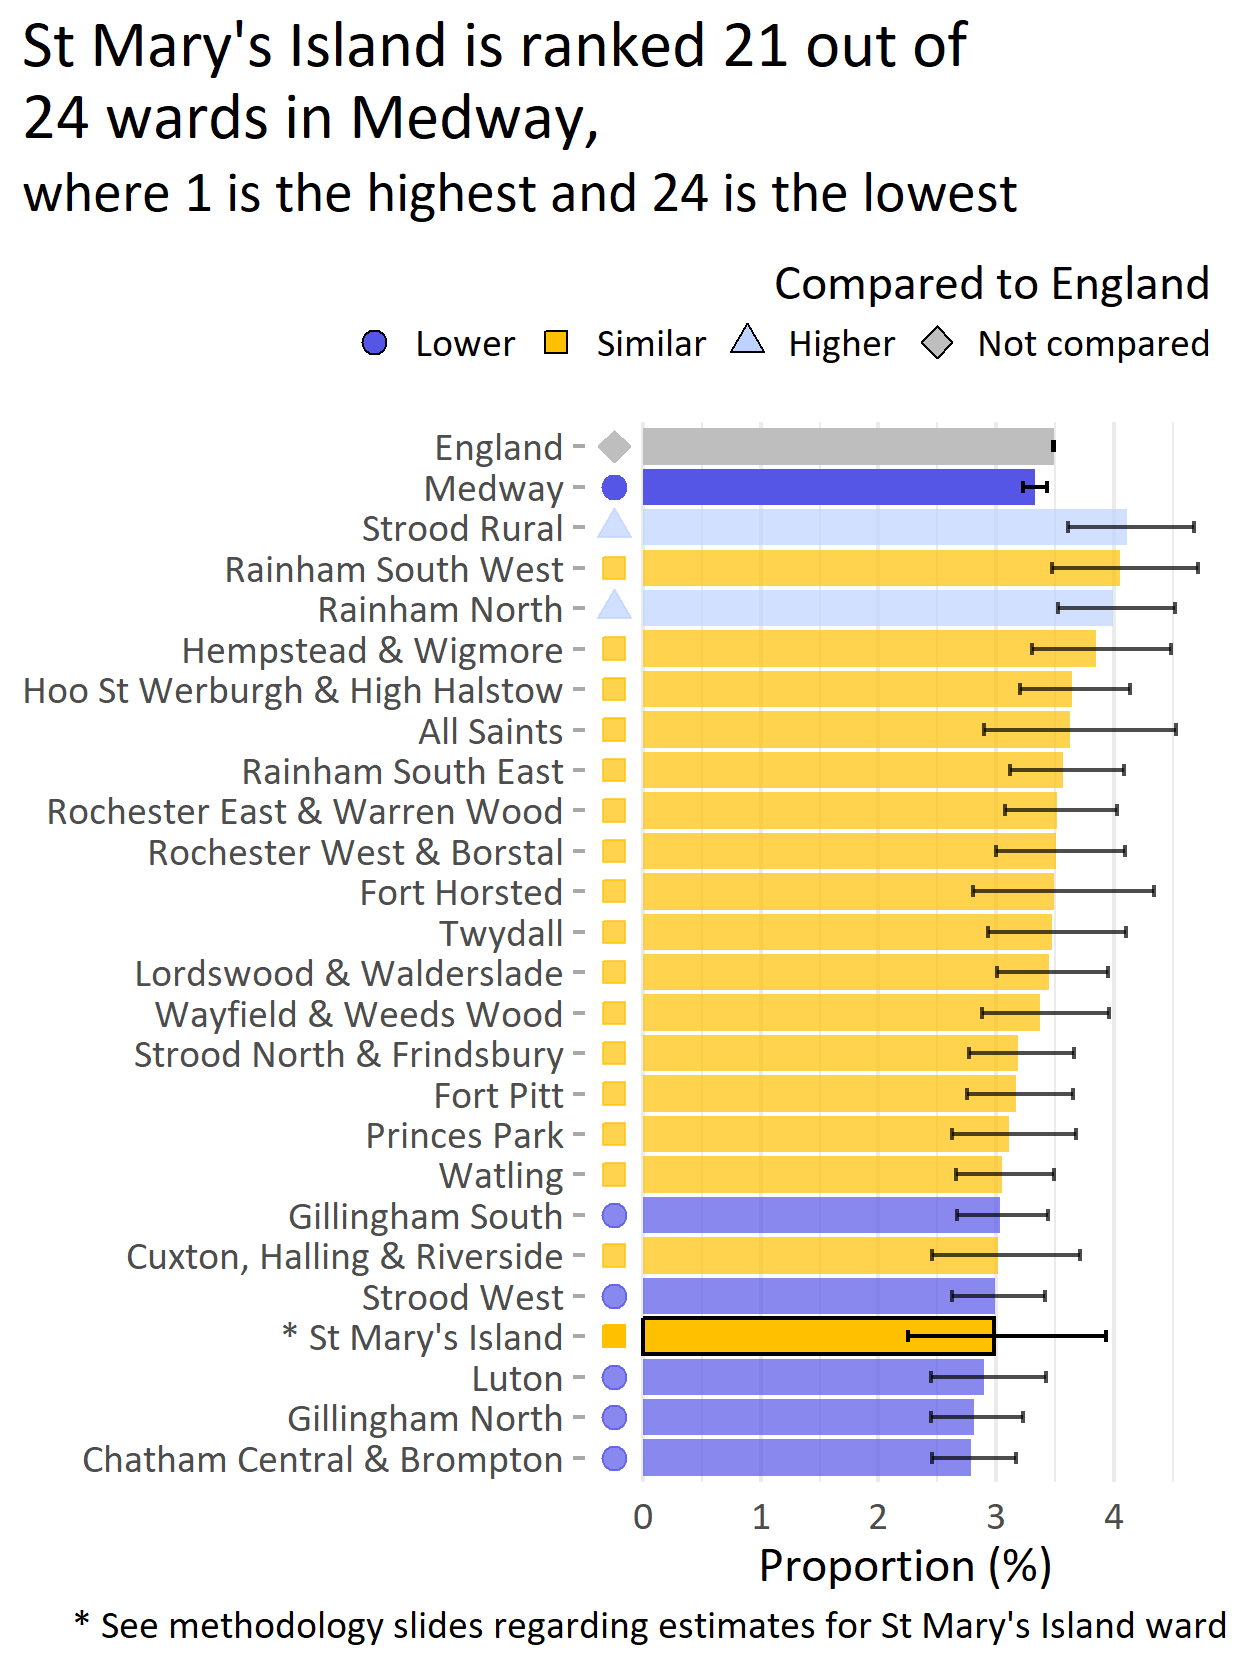 St Mary's Island is ranked 21 out of
24 wards in Medway,
where 1 is the highest and 24 is the lowest
Compared to England
Lower Similar Higher Not compared
England
Medway
Strood Rural
Rainham South West
Rainham North
Hempstead & Wigmore
Hoo St Werburgh & High Halstow
All Saints
Rainham South East
Rochester East & Warren Wood
Rochester West & Borstal
Fort Horsted
Twydall
Lordswood & Walderslade
Wayfield & Weeds Wood
Strood North & Frindsbury
Fort Pitt
Princes Park
Watling
Gillingham South
Cuxton, Halling & Riverside
Strood West
* St Mary's Island
Luton
Gillingham North
Chatham Central & Brompton
0 1 2 3 4
Proportion (%)
* See methodology slides regarding estimates for St Mary's Island ward